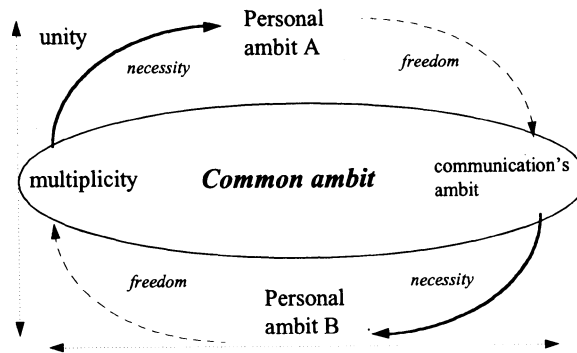 Personal
ambit A
unity
necessity
freedom
multiplicity
Common ambit
communication's
ambit
freedom
necessity
Personal
ambit B